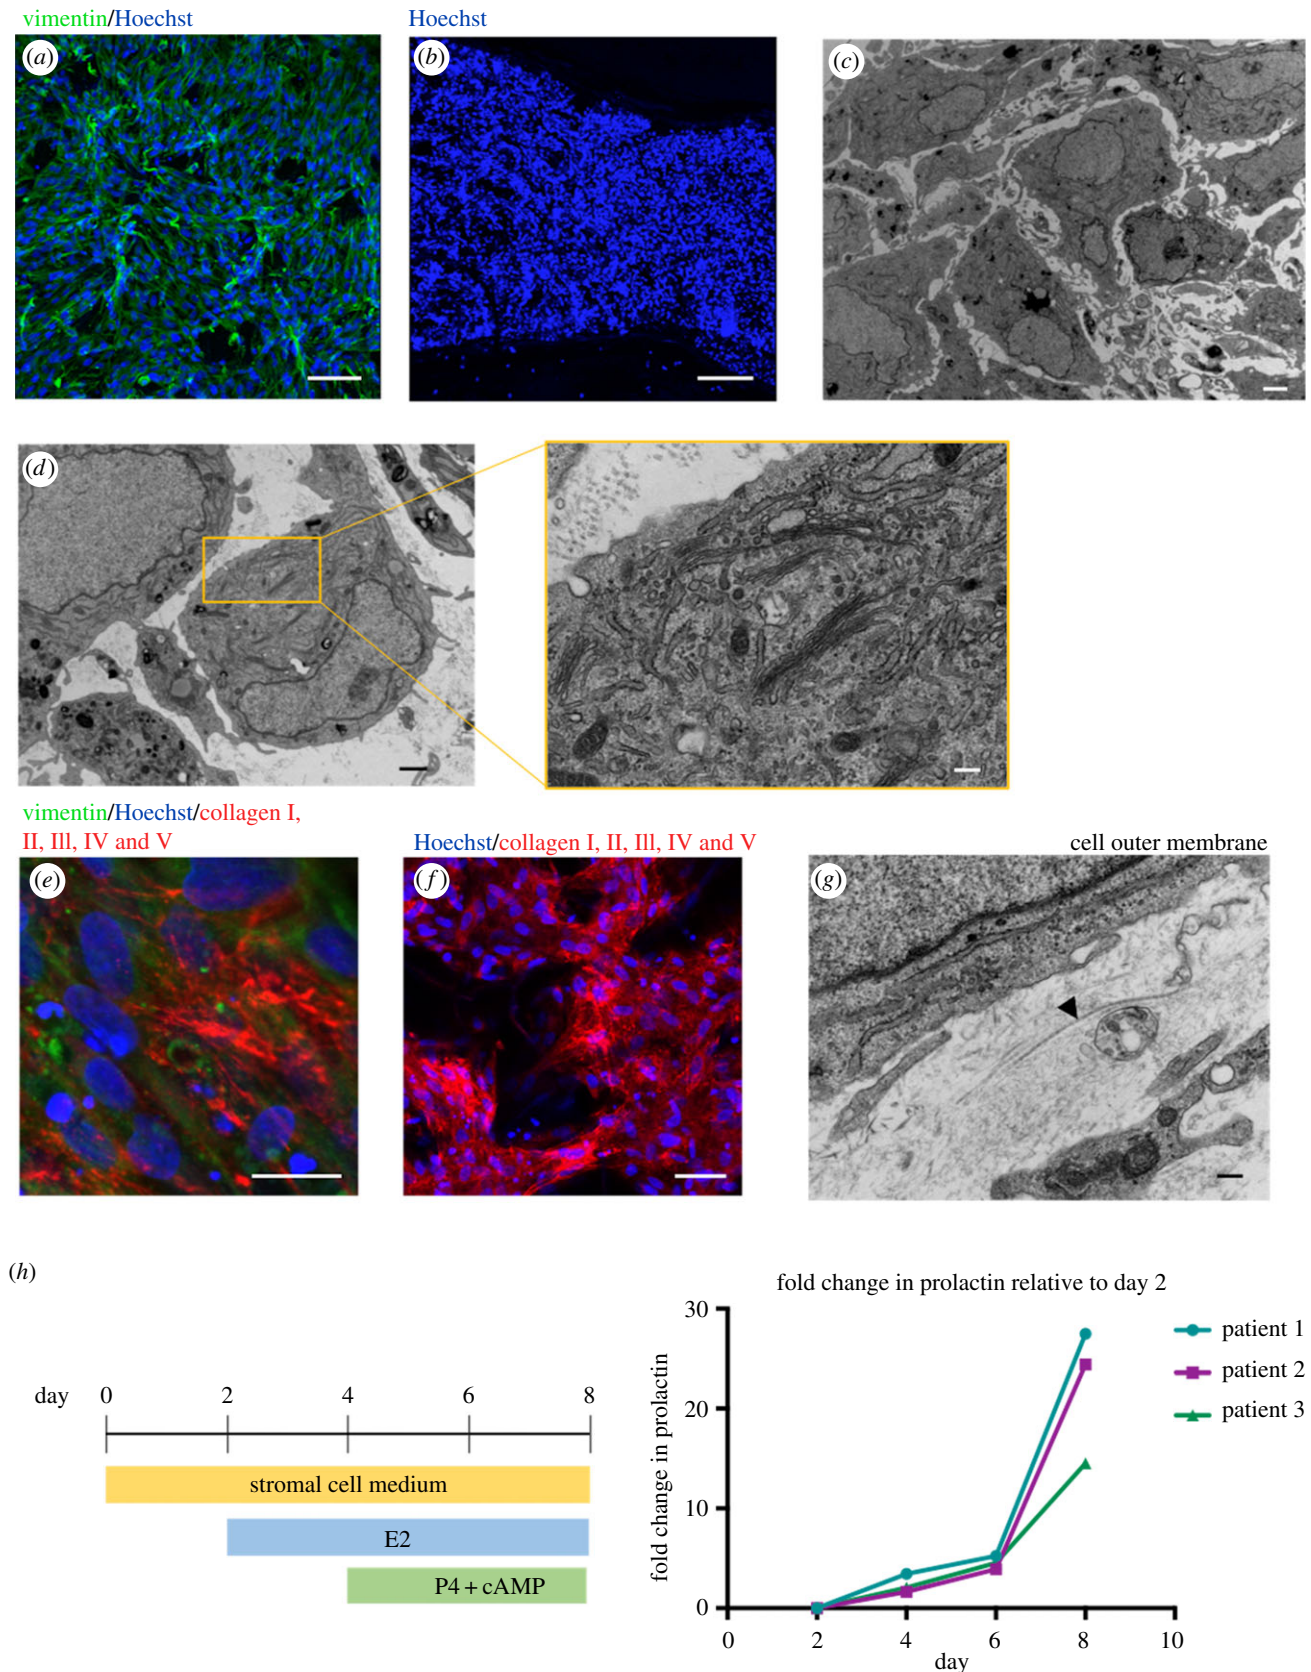 vimentin/Hoechst
Hoechst
(a)
(b)
(c)
(d)
vimentin/Hoechst/collagen I,
II, Ill, IV and V
Hoechst/collagen I, II, Ill, IV and V
cell outer membrane
(e)
(f)
(g)
(h)
day 0 2 4 6 8
stromal cell medium
E2
P4 + cAMP
fold change in prolactin relative to day 2
fold change in prolactin
30
20
10
0
0 2 4 6 8 10
day
patient 1
patient 2
patient 3